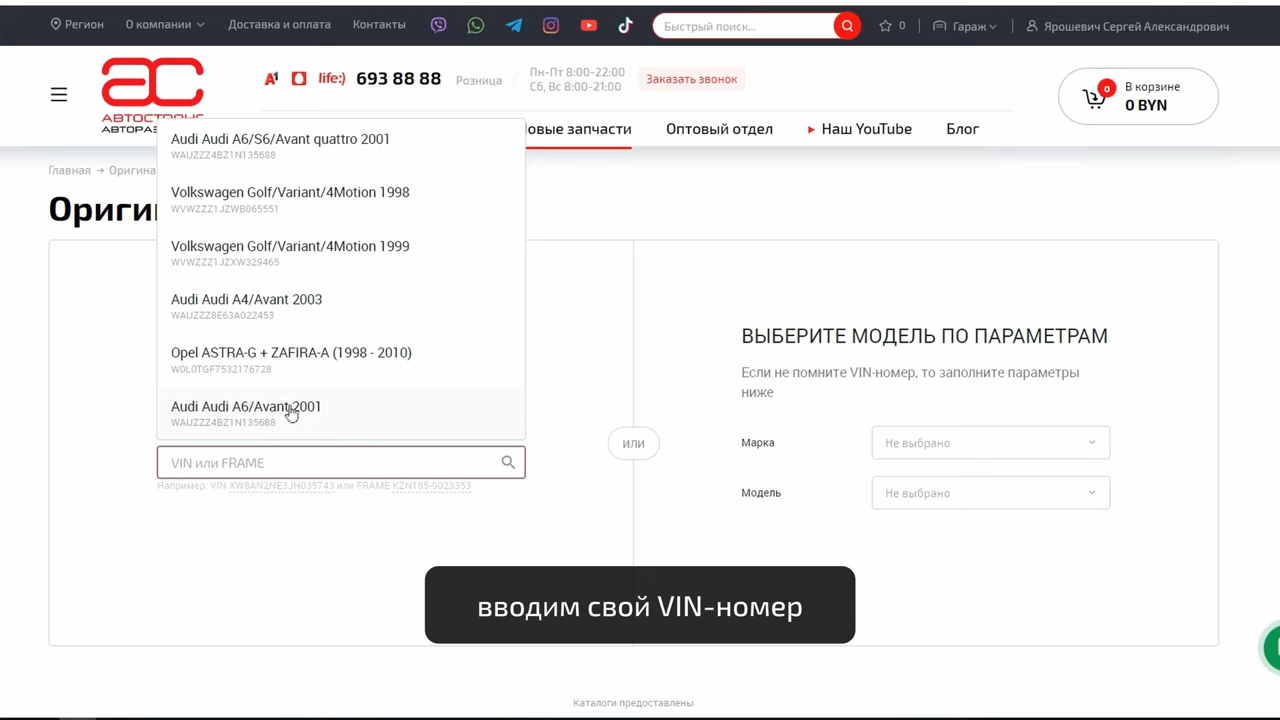 Регион
О компании
Доставка и оплата
Контакты
Быстрый поиск...
0
Гараж
Ярошевич Сергей Александрович
АС
АВТОСТРОНГ
АВТОРАЗ
A1
life:)
693 88 88
Розница
Пн-Пт 8:00-22:00
Сб, Вс 8:00-21:00
Заказать звонок
0
В корзине
0 BYN
овые запчасти
Оптовый отдел
Наш YouTube
Блог
Главная → Оригина
Ориги
Audi Audi A6/S6/Avant quattro 2001
WAUZZZ4BZ1N135688
Volkswagen Golf/Variant/4Motion 1998
WVWZZZ1JZWB065551
Volkswagen Golf/Variant/4Motion 1999
WVWZZZ1JZXW329465
Audi Audi A4/Avant 2003
WAUZZZ8E63A022453
Opel ASTRA-G + ZAFIRA-A (1998 - 2010)
W0L0TGF7532176728
Audi Audi A6/Avant 2001
WAUZZZ4BZ1N135688
VIN или FRAME
Например: VIN XW8AN2NE3JH035743 или FRAME KZN185-9023353
или
ВЫБЕРИТЕ МОДЕЛЬ ПО ПАРАМЕТРАМ
Если не помните VIN-номер, то заполните параметры
ниже
Марка
Не выбрано
Модель
Не выбрано
вводим свой VIN-номер
Каталоги предоставлены